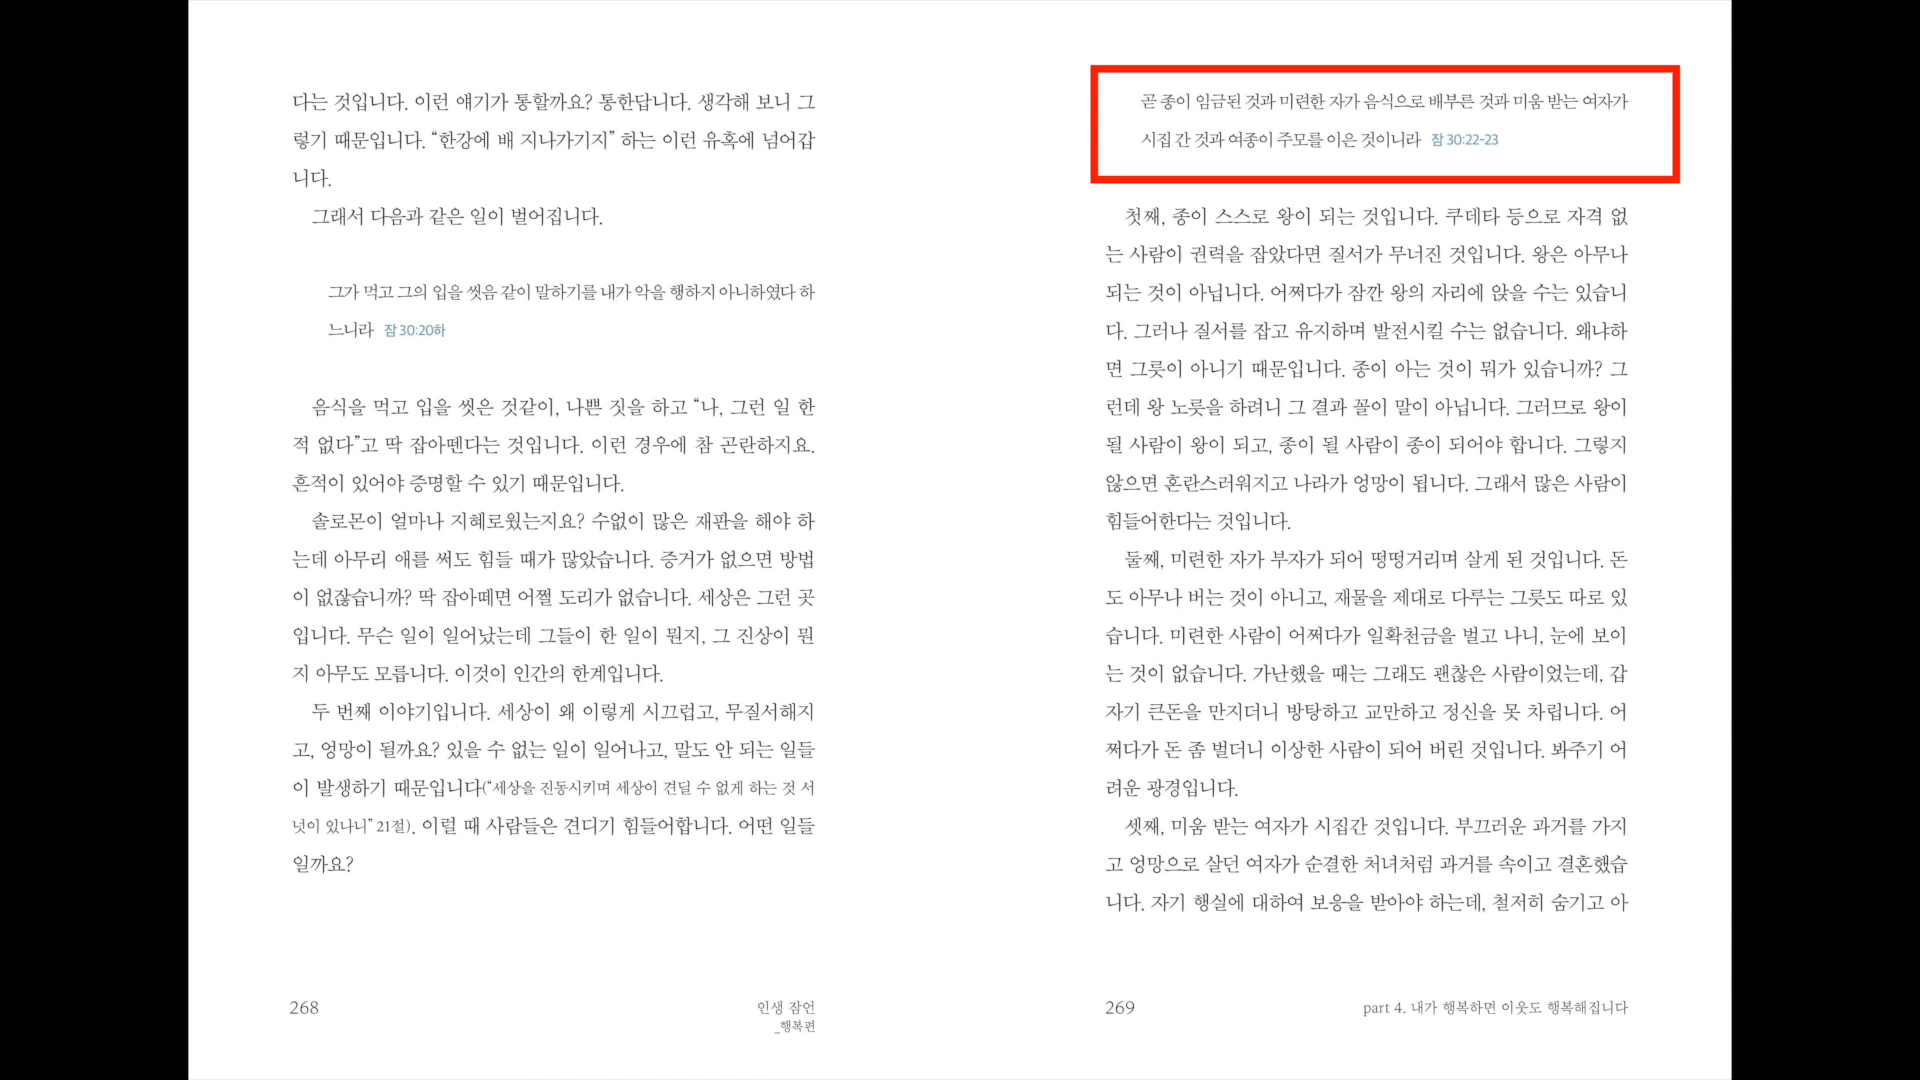 다는 것입니다. 이런 얘기가 통할까요? 통한답니다. 생각해 보니 그
렇기 때문입니다. “한강에 배 지나가기지” 하는 이런 유혹에 넘어갑
니다.
그래서 다음과 같은 일이 벌어집니다.
그가 먹고 그의 입을 씻음 같이 말하기를 내가 악을 행하지 아니하였다 하
느니라 잠 30:20하
음식을 먹고 입을 씻은 것같이, 나쁜 짓을 하고 “나, 그런 일 한
적 없다”고 딱 잡아뗀다는 것입니다. 이런 경우에 참 곤란하지요.
흔적이 있어야 증명할 수 있기 때문입니다.
솔로몬이 얼마나 지혜로웠는지요? 수없이 많은 재판을 해야 하
는데 아무리 애를 써도 힘들 때가 많았습니다. 증거가 없으면 방법
이 없잖습니까? 딱 잡아떼면 어쩔 도리가 없습니다. 세상은 그런 곳
입니다. 무슨 일이 일어났는데 그들이 한 일이 뭔지, 그 진상이 뭔
지 아무도 모릅니다. 이것이 인간의 한계입니다.
두 번째 이야기입니다. 세상이 왜 이렇게 시끄럽고, 무질서해지
고, 엉망이 될까요? 있을 수 없는 일이 일어나고, 말도 안 되는 일들
이 발생하기 때문입니다(“세상을 진동시키며 세상이 견딜 수 없게 하는 것 서
넛이 있나니” 21절). 이럴 때 사람들은 견디기 힘들어합니다. 어떤 일들
일까요?
268
인생 잠언
_행복편
곧 종이 임금된 것과 미련한 자가 음식으로 배부른 것과 미움 받는 여자가
시집 간 것과 여종이 주모를 이은 것이니라 잠 30:22-23
첫째, 종이 스스로 왕이 되는 것입니다. 쿠데타 등으로 자격 없
는 사람이 권력을 잡았다면 질서가 무너진 것입니다. 왕은 아무나
되는 것이 아닙니다. 어쩌다가 잠깐 왕의 자리에 앉을 수는 있습니
다. 그러나 질서를 잡고 유지하며 발전시킬 수는 없습니다. 왜냐하
면 그릇이 아니기 때문입니다. 종이 아는 것이 뭐가 있습니까? 그
런데 왕 노릇을 하려니 그 결과 꼴이 말이 아닙니다. 그러므로 왕이
될 사람이 왕이 되고, 종이 될 사람이 종이 되어야 합니다. 그렇지
않으면 혼란스러워지고 나라가 엉망이 됩니다. 그래서 많은 사람이
힘들어한다는 것입니다.
둘째, 미련한 자가 부자가 되어 떵떵거리며 살게 된 것입니다. 돈
도 아무나 버는 것이 아니고, 재물을 제대로 다루는 그릇도 따로 있
습니다. 미련한 사람이 어쩌다가 일확천금을 벌고 나니, 눈에 보이
는 것이 없습니다. 가난했을 때는 그래도 괜찮은 사람이었는데, 갑
자기 큰돈을 만지더니 방탕하고 교만하고 정신을 못 차립니다. 어
쩌다가 돈 좀 벌더니 이상한 사람이 되어 버린 것입니다. 봐주기 어
려운 광경입니다.
셋째, 미움 받는 여자가 시집간 것입니다. 부끄러운 과거를 가지
고 엉망으로 살던 여자가 순결한 처녀처럼 과거를 속이고 결혼했습
니다. 자기 행실에 대하여 보응을 받아야 하는데, 철저히 숨기고 아
269
part 4. 내가 행복하면 이웃도 행복해집니다